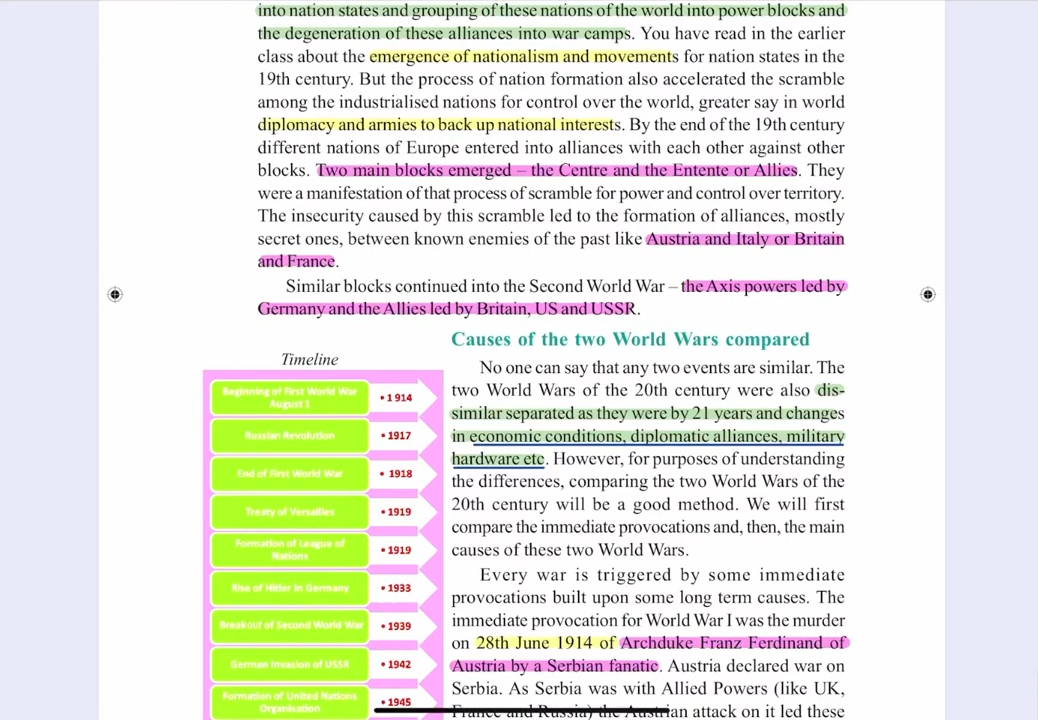 into nation states and grouping of these nations of the world into power blocks and
the degeneration of these alliances into war camps. You have read in the earlier
class about the emergence of nationalism and movements for nation states in the
19th century. But the process of nation formation also accelerated the scramble
among the industrialised nations for control over the world, greater say in world
diplomacy and armies to back up national interests. By the end of the 19th century
different nations of Europe entered into alliances with each other against other
blocks. Two main blocks emerged – the Centre and the Entente or Allies. They
were a manifestation of that process of scramble for power and control over territory.
The insecurity caused by this scramble led to the formation of alliances, mostly
secret ones, between known enemies of the past like Austria and Italy or Britain
and France.
Similar blocks continued into the Second World War – the Axis powers led by
Germany and the Allies led by Britain, US and USSR.
Timeline
Beginning of First World War
August 1
• 1 914
Russian Revolution
• 1917
End of First World War
• 1918
Treaty of Versailles
• 1919
Formation of League of
Nations
• 1919
Rise of Hitler in Germany
• 1933
Breakout of Second World War
• 1939
German Invasion of USSR
• 1942
Formation of United Nations
Organisation
• 1945
Causes of the two World Wars compared
No one can say that any two events are similar. The
two World Wars of the 20th century were also dis-
similar separated as they were by 21 years and changes
in economic conditions, diplomatic alliances, military
hardware etc. However, for purposes of understanding
the differences, comparing the two World Wars of the
20th century will be a good method. We will first
compare the immediate provocations and, then, the main
causes of these two World Wars.
Every war is triggered by some immediate
provocations built upon some long term causes. The
immediate provocation for World War I was the murder
on 28th June 1914 of Archduke Franz Ferdinand of
Austria by a Serbian fanatic. Austria declared war on
Serbia. As Serbia was with Allied Powers (like UK,
France and Russia) the Austrian attack on it led these